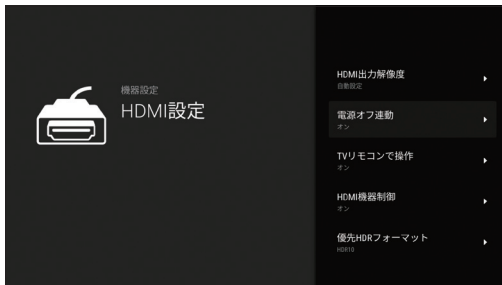 機器設定
HDMI設定
HDMI出力解像度
自動設定
電源オフ連動
オン
TVリモコンで操作
オン
HDMI機器制御
オン
優先HDRフォーマット
HDR10